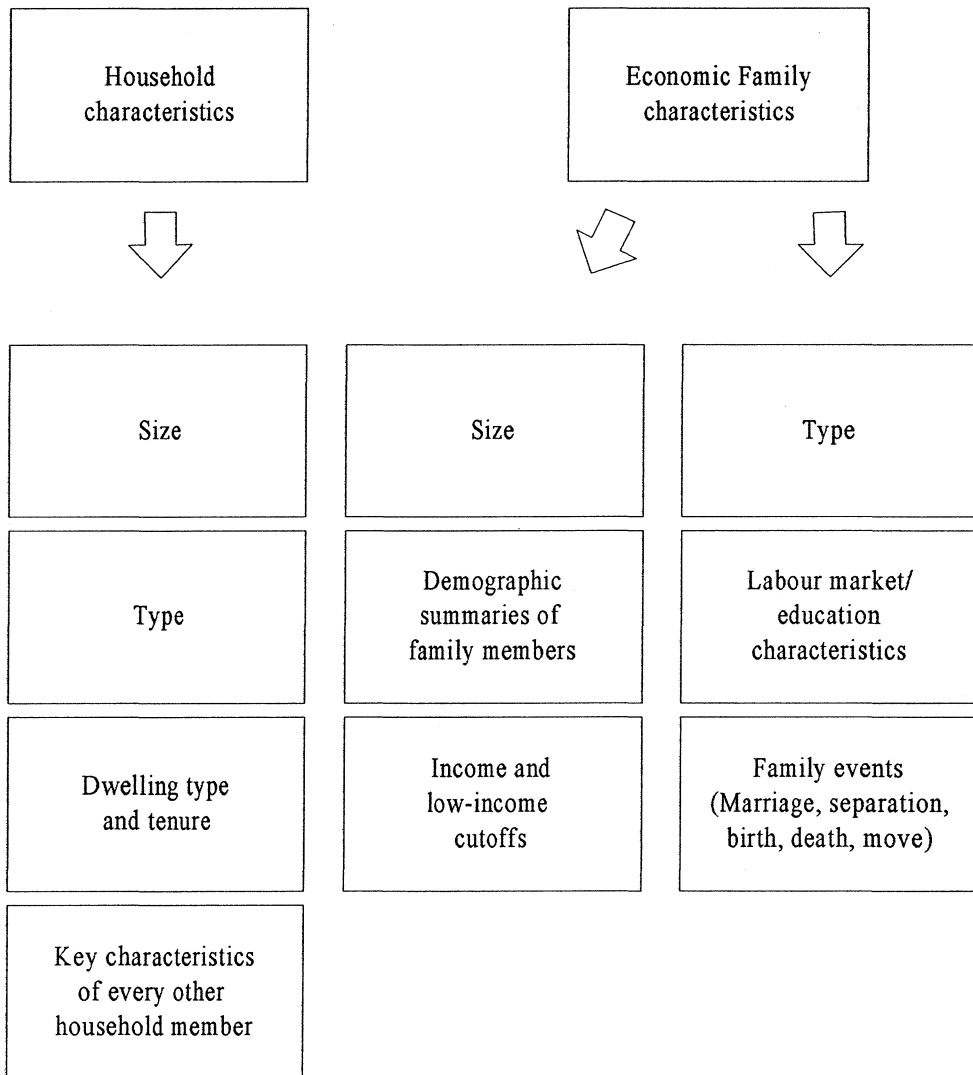 Household
characteristics
Economic Family
characteristics
Size
Size
Type
Type
Demographic
summaries of
family members
Labour market/
education
characteristics
Dwelling type
and tenure
Income and
low-income
cutoffs
Family events
(Marriage, separation,
birth, death, move)
Key characteristics
of every other
household member